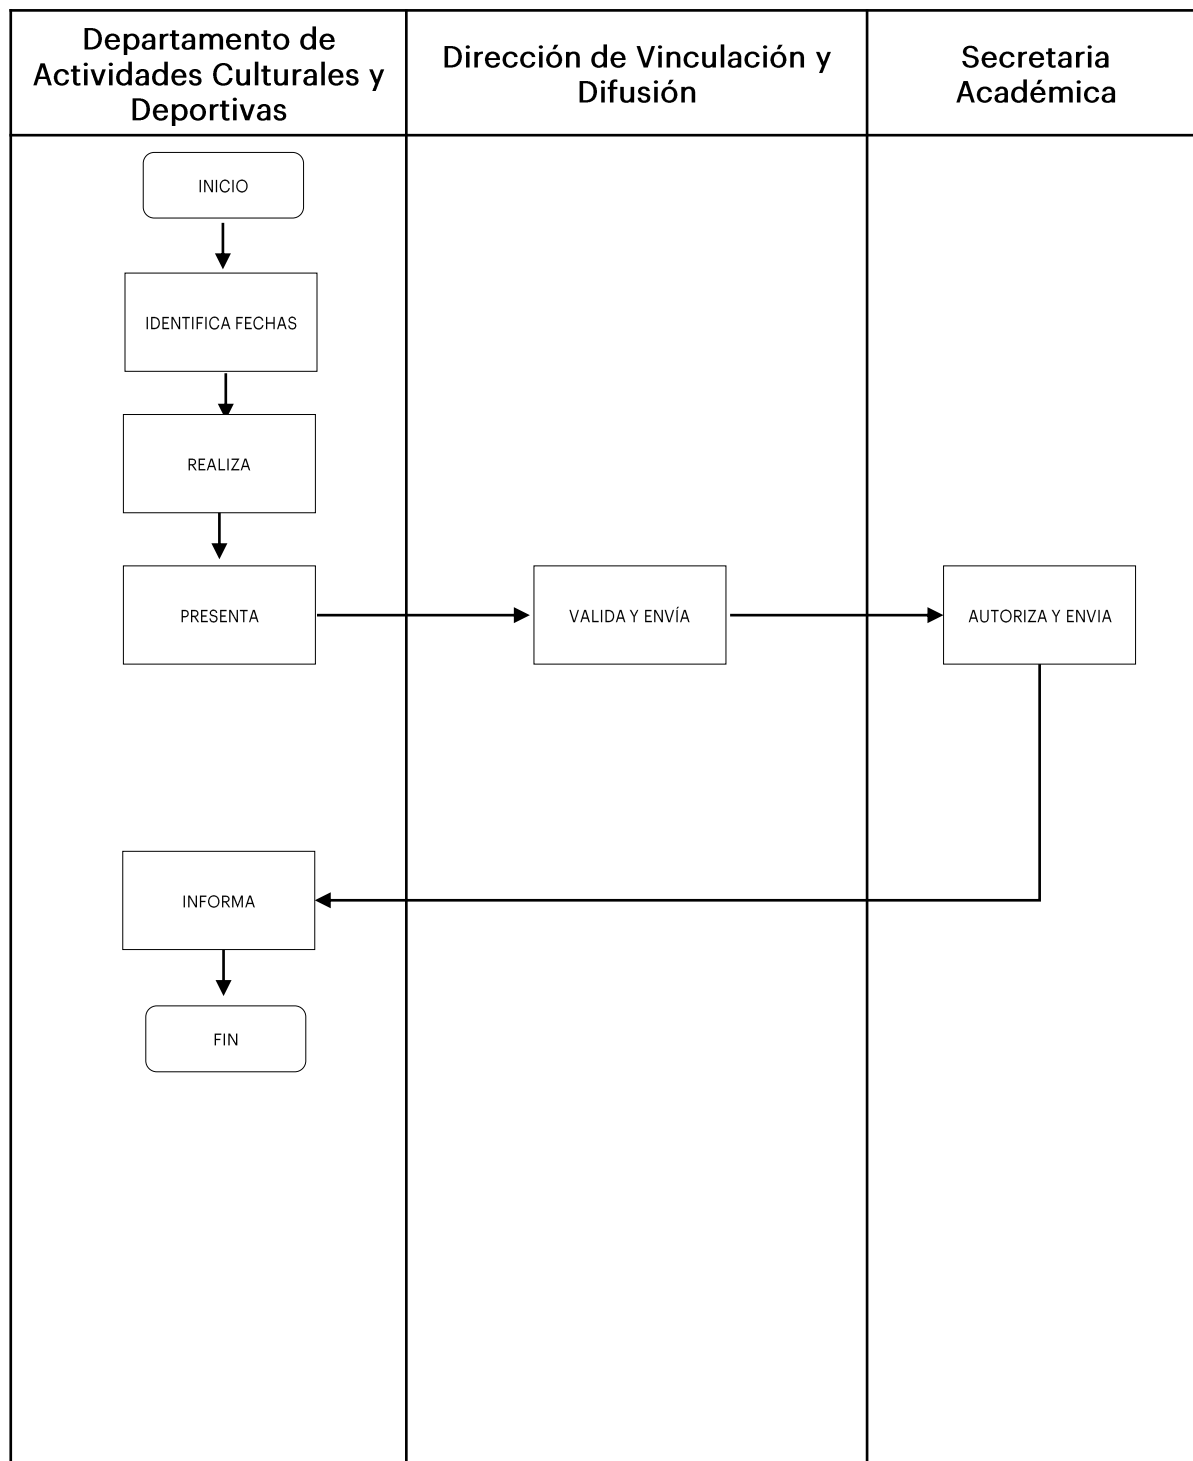 Departamento de
Actividades Culturales y
Deportivas
Dirección de Vinculación y
Difusión
Secretaria
Académica
INICIO
IDENTIFICA FECHAS
REALIZA
PRESENTA
VALIDA Y ENVÍA
AUTORIZA Y ENVIA
INFORMA
FIN